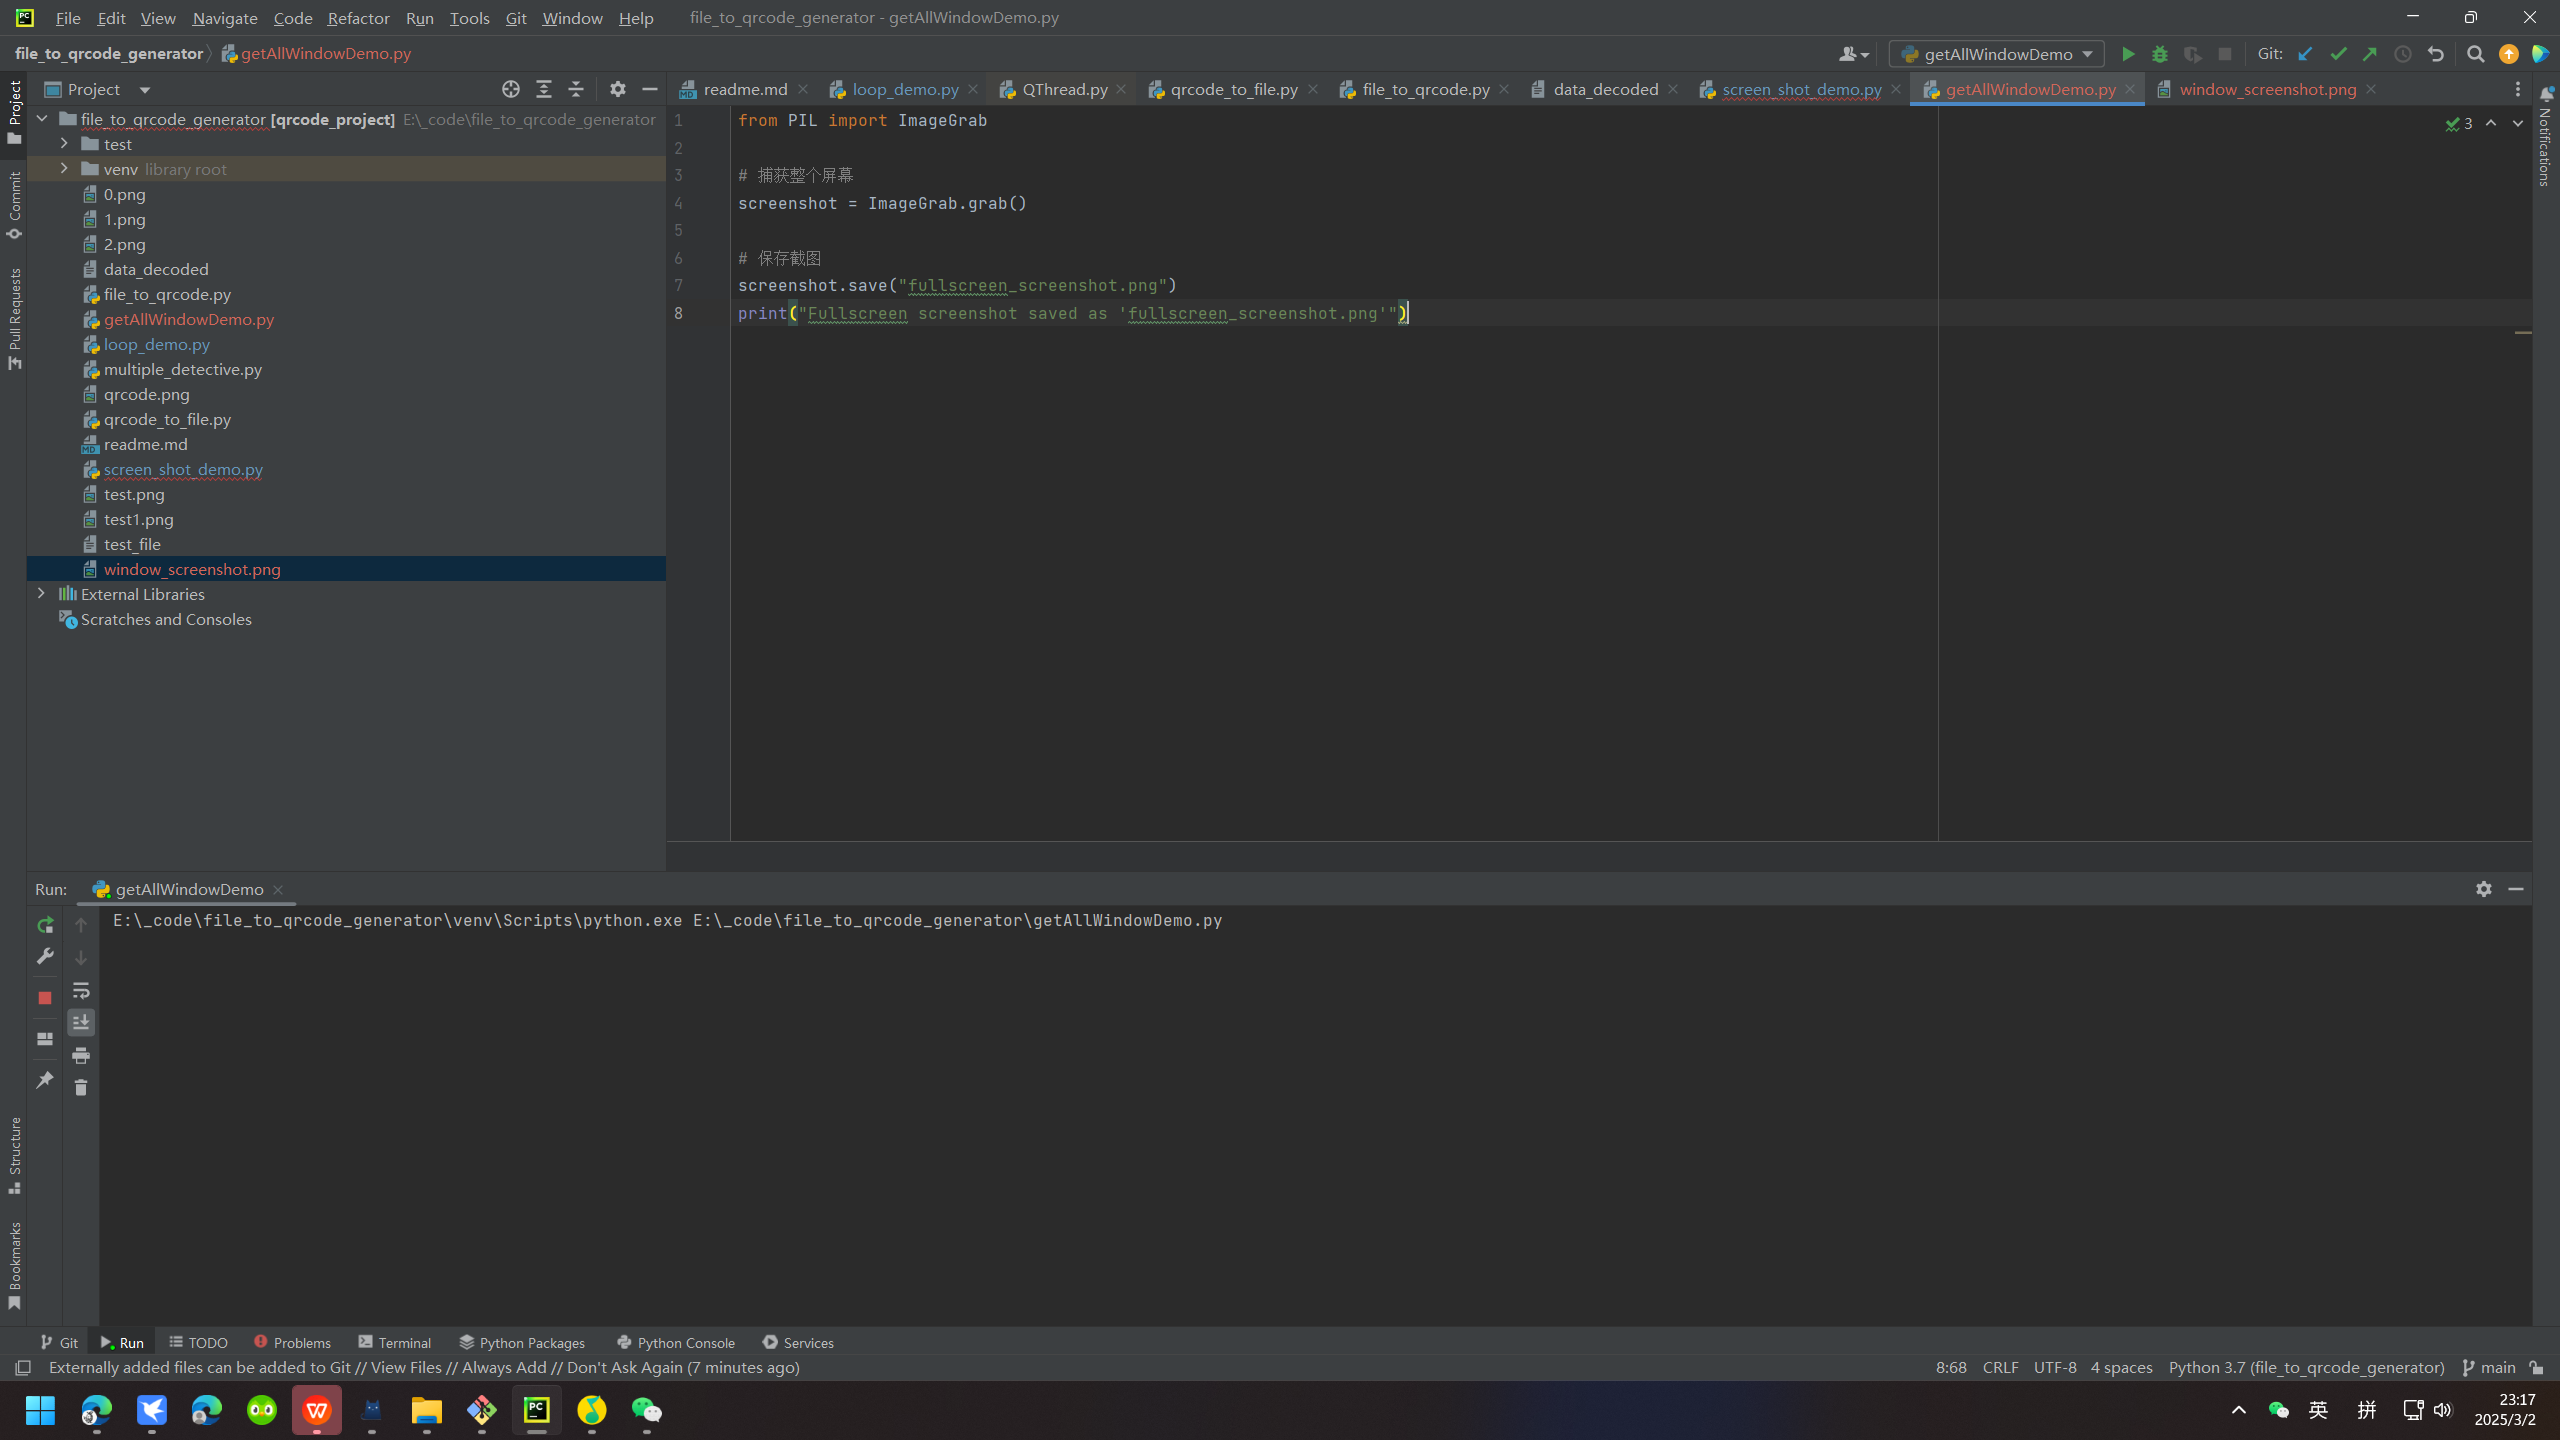 File Edit View Navigate Code Refactor Run Tools Git Window Help file_to_qrcode_generator - getAllWindowDemo.py
file_to_qrcode_generator getAllWindowDemo.py
getAllWindowDemo
Git:
Project
readme.md loop_demo.py QThread.py qrcode_to_file.py file_to_qrcode.py data_decoded screen_shot_demo.py getAllWindowDemo.py window_screenshot.png
file_to_qrcode_generator [qrcode_project] E:\_code\file_to_qrcode_generator
test
venv library root
0.png
1.png
2.png
data_decoded
file_to_qrcode.py
getAllWindowDemo.py
loop_demo.py
multiple_detective.py
qrcode.png
qrcode_to_file.py
readme.md
screen_shot_demo.py
test.png
test1.png
test_file
window_screenshot.png
External Libraries
Scratches and Consoles
Project
Commit
Pull Requests
Structure
Bookmarks
1 from PIL import ImageGrab
2
3 # 捕获整个屏幕
4 screenshot = ImageGrab.grab()
5
6 # 保存截图
7 screenshot.save("fullscreen_screenshot.png")
8 print("Fullscreen screenshot saved as 'fullscreen_screenshot.png'")
3
Notifications
Run: getAllWindowDemo
E:\_code\file_to_qrcode_generator\venv\Scripts\python.exe E:\_code\file_to_qrcode_generator\getAllWindowDemo.py
Git Run TODO Problems Terminal Python Packages Python Console Services
Externally added files can be added to Git // View Files // Always Add // Don't Ask Again (7 minutes ago)
8:68 CRLF UTF-8 4 spaces Python 3.7 (file_to_qrcode_generator) main
英 拼
23:17
2025/3/2